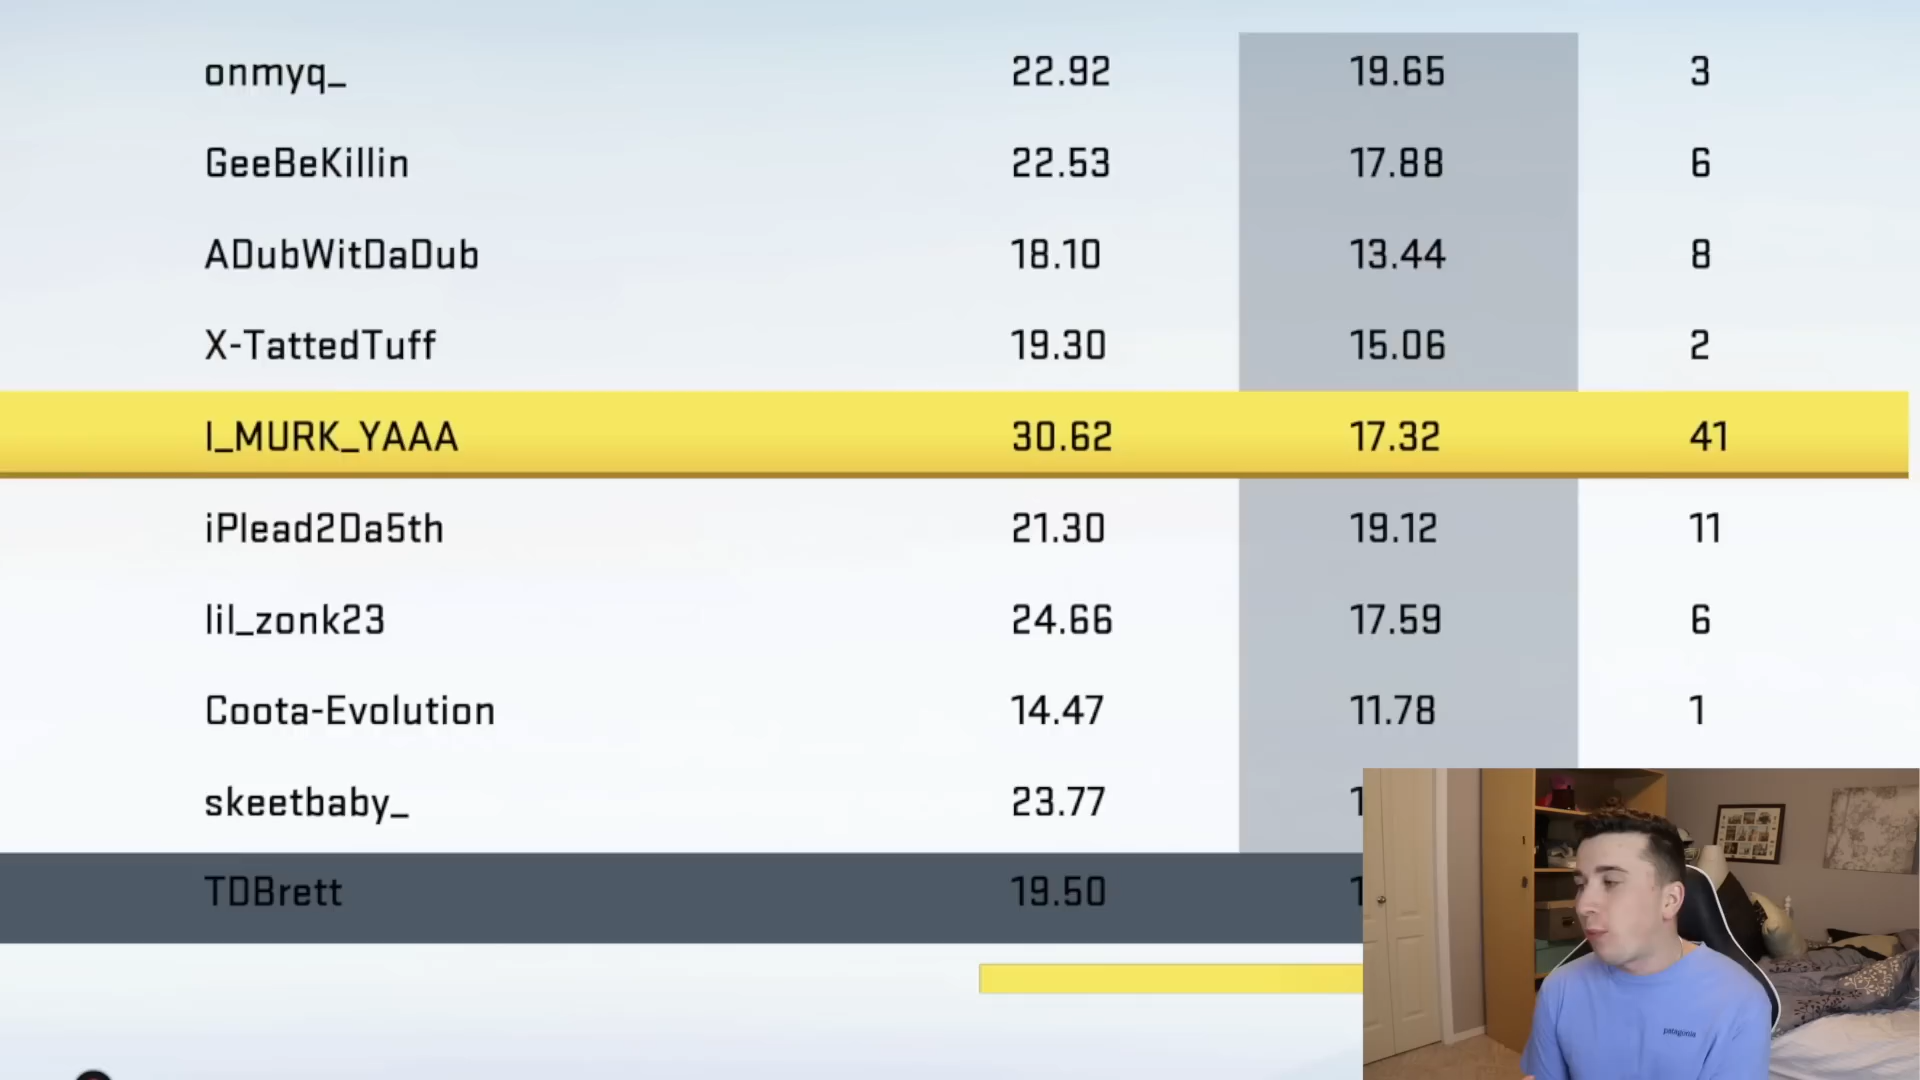 onmyq_ 22.92 19.65 3
GeeBeKillin 22.53 17.88 6
ADubWitDaDub 18.10 13.44 8
X-TattedTuff 19.30 15.06 2
I_MURK_YAAA 30.62 17.32 41
iPlead2Da5th 21.30 19.12 11
lil_zonk23 24.66 17.59 6
Coota-Evolution 14.47 11.78 1
skeetbaby_ 23.77
TDBrett 19.50
patagonia